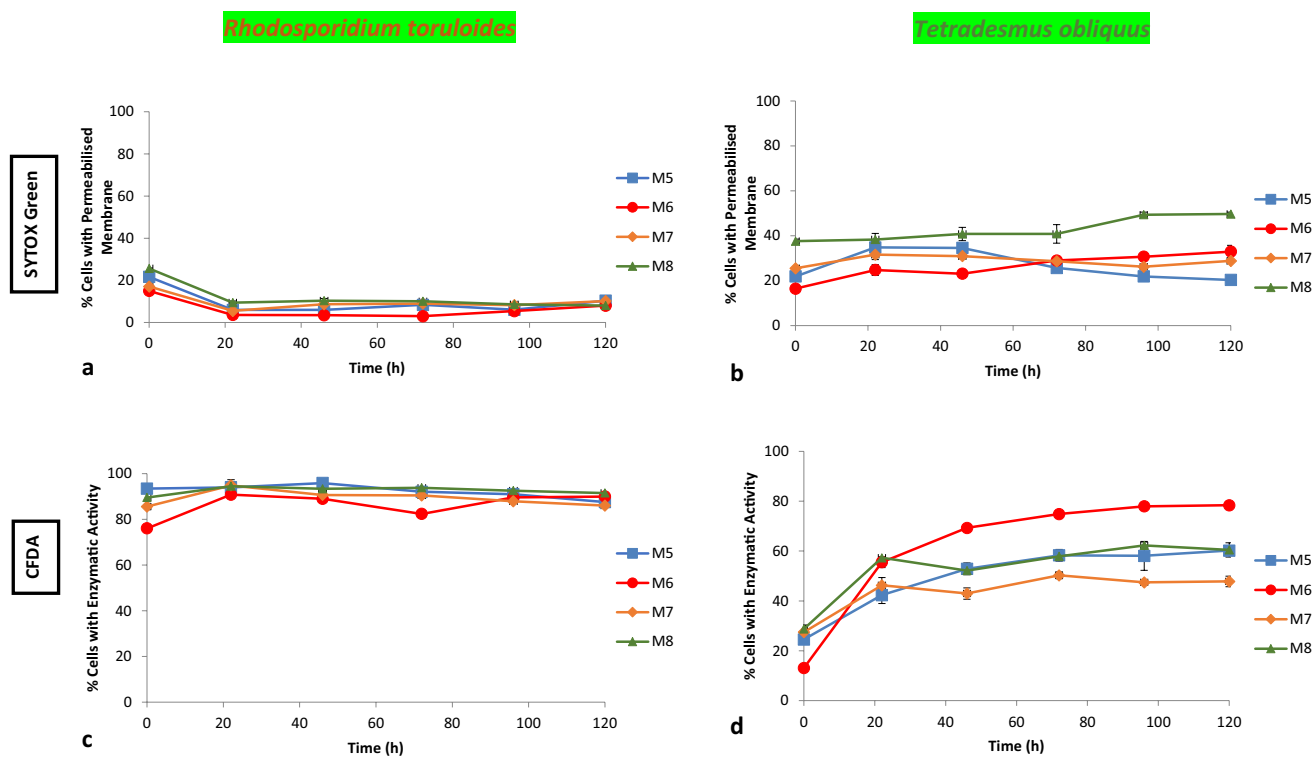 Rhodosporidium toruloides
Tetradesmus obliquus
SYTOX Green
% Cells with Permeabilised
Membrane
100
80
60
40
20
0
0 20 40 60 80 100 120
Time (h)
M5
M6
M7
M8
a
% Cells with Permeabilised
Membrane
100
80
60
40
20
0
0 20 40 60 80 100 120
Time (h)
M5
M6
M7
M8
b
CFDA
% Cells with Enzymatic Activity
100
80
60
40
20
0
0 20 40 60 80 100 120
Time (h)
M5
M6
M7
M8
c
% Cells with Enzymatic Activity
100
80
60
40
20
0
0 20 40 60 80 100 120
Time (h)
M5
M6
M7
M8
d